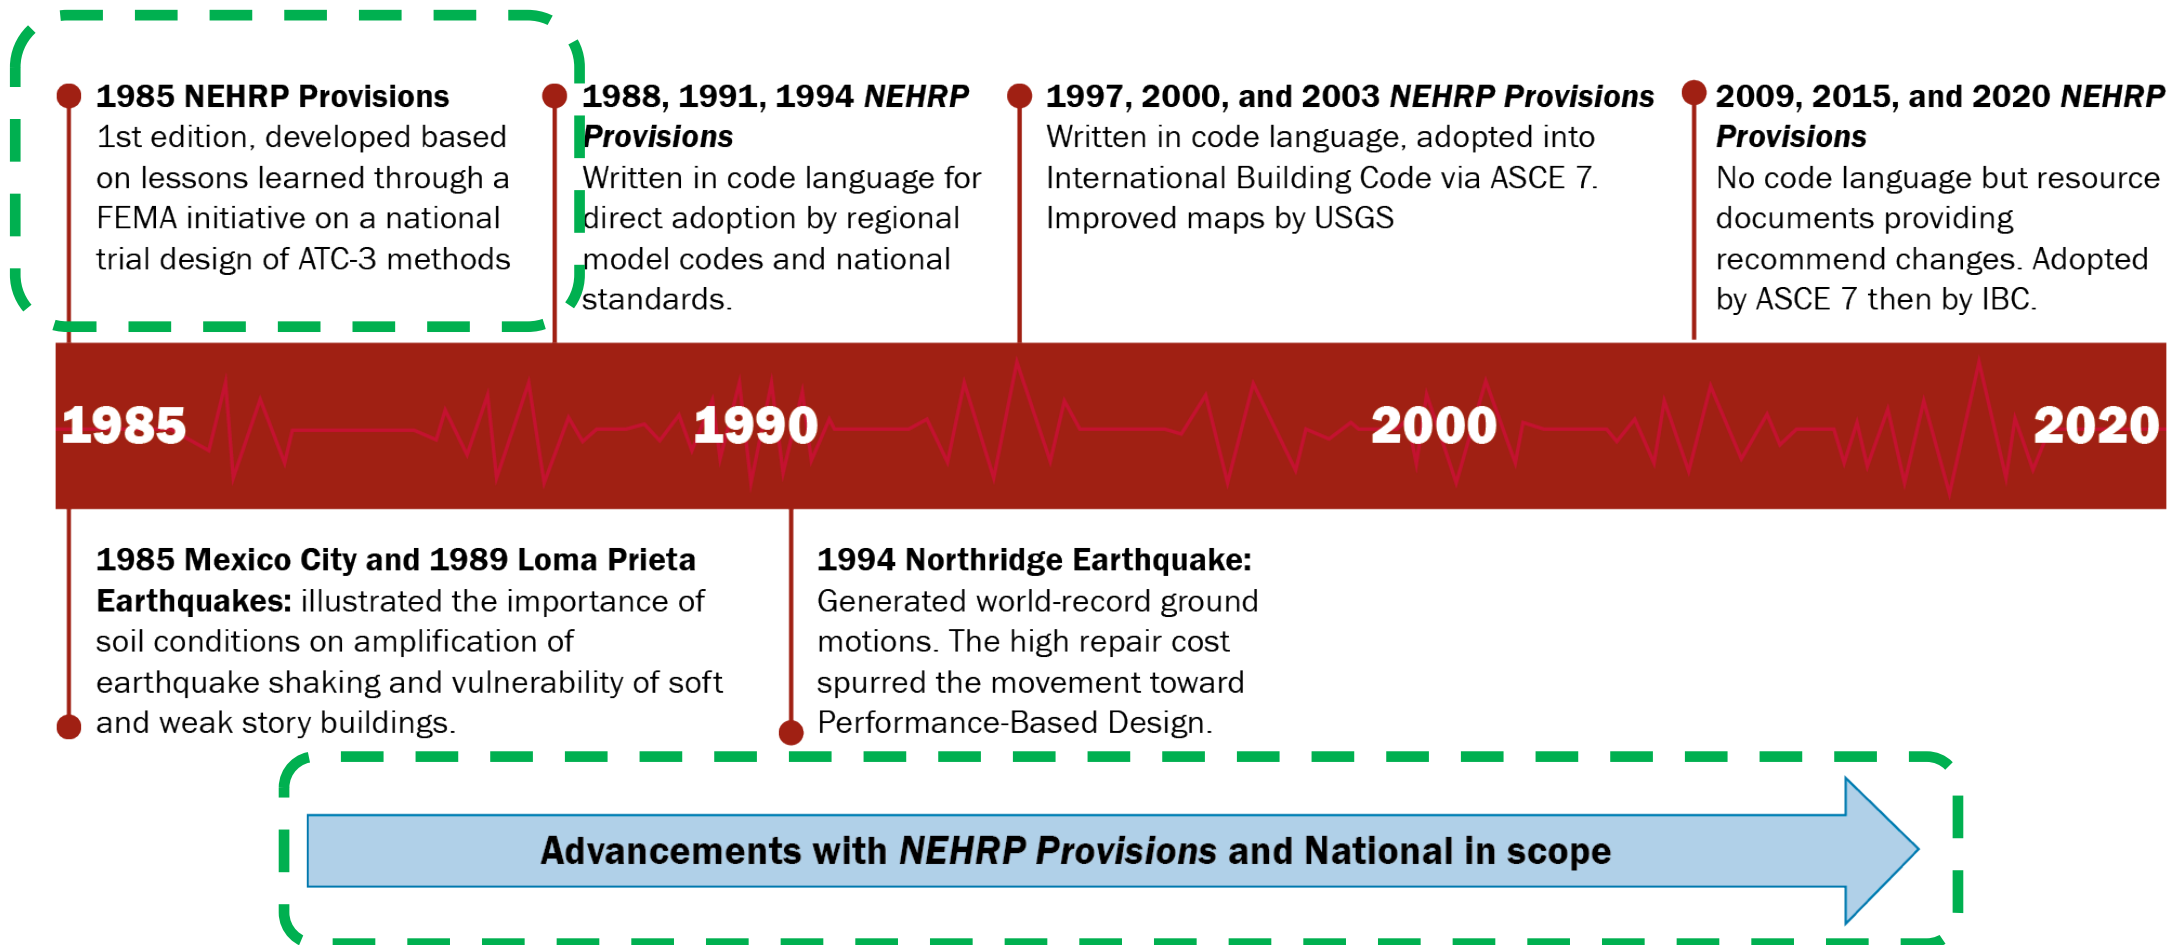 1985 NEHRP Provisions
1st edition, developed based
on lessons learned through a
FEMA initiative on a national
trial design of ATC-3 methods
1988, 1991, 1994 NEHRP
Provisions
Written in code language for
direct adoption by regional
model codes and national
standards.
1997, 2000, and 2003 NEHRP Provisions
Written in code language, adopted into
International Building Code via ASCE 7.
Improved maps by USGS
2009, 2015, and 2020 NEHRP
Provisions
No code language but resource
documents providing
recommend changes. Adopted
by ASCE 7 then by IBC.
1985
1990
2000
2020
1985 Mexico City and 1989 Loma Prieta
Earthquakes: illustrated the importance of
soil conditions on amplification of
earthquake shaking and vulnerability of soft
and weak story buildings.
1994 Northridge Earthquake:
Generated world-record ground
motions. The high repair cost
spurred the movement toward
Performance-Based Design.
Advancements with NEHRP Provisions and National in scope